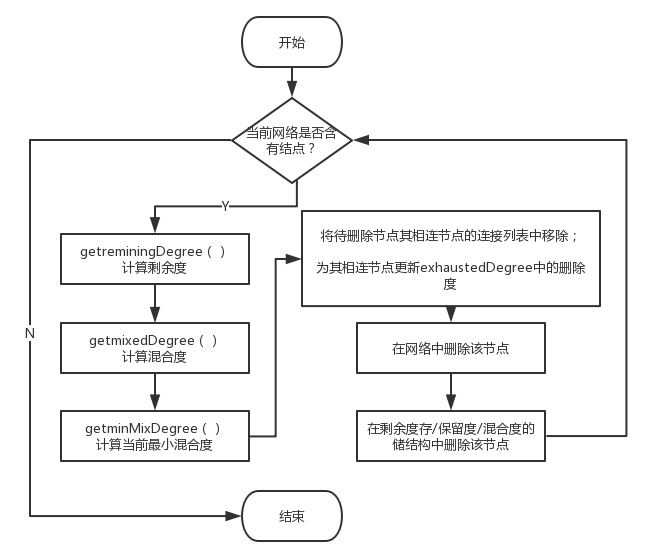 开始
当前网络是否含
有结点？
Y
getreminingDegree（ ）
计算剩余度
将待删除节点其相连节点的连接列表中移除；
为其相连节点更新exhaustedDegree中的删除
度
N
getmixedDegree（ ）
计算混合度
在网络中删除该节点
getminMixDegree（ ）
计算当前最小混合度
在剩余度存/保留度/混合度的
储结构中删除该节点
结束